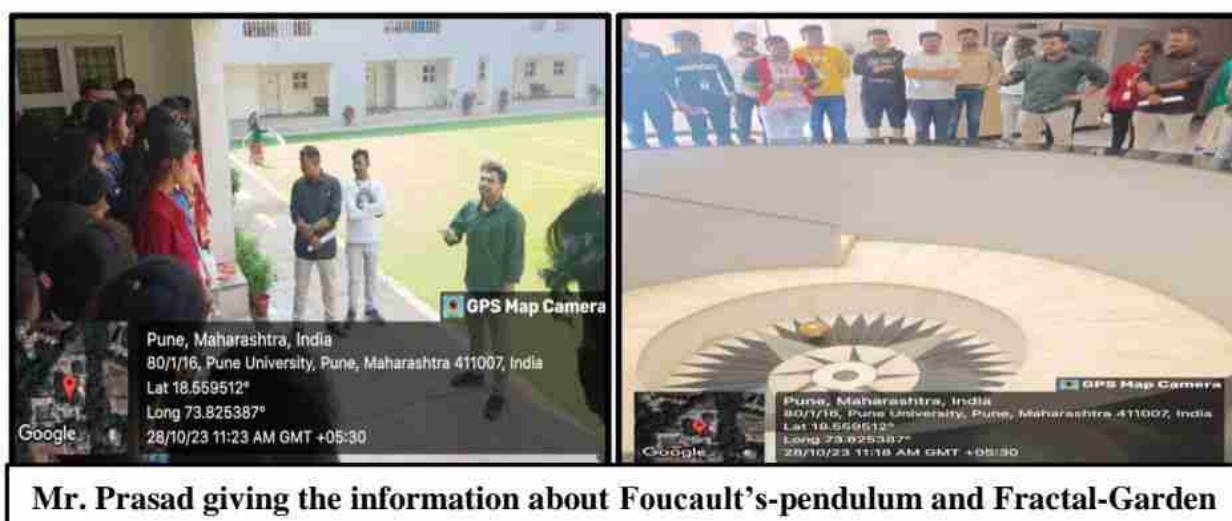 GPS Map Camera
Pune, Maharashtra, India
80/1/16, Pune University, Pune, Maharashtra 411007, India
Lat 18.559512°
Long 73.825387°
28/10/23 11:23 AM GMT +05:30
Google
GPS Map Camera
Pune, Maharashtra, India
80/1/16, Pune University, Pune, Maharashtra 411007, India
Lat 18.559512°
Long 73.825387°
28/10/23 11:18 AM GMT +05:30
Google
Mr. Prasad giving the information about Foucault's-pendulum and Fractal-Garden